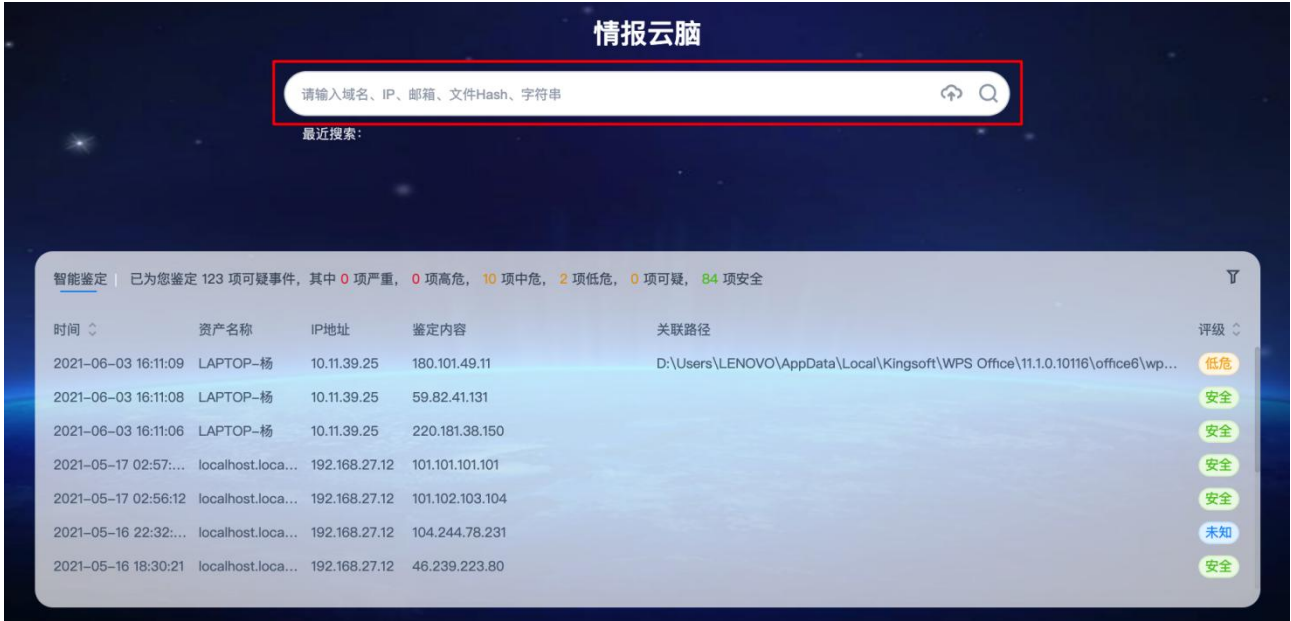 情报云脑
请输入域名、IP、邮箱、文件Hash、字符串
最近搜索:
智能鉴定 | 已为您鉴定 123 项可疑事件, 其中 0 项严重, 0 项高危, 10 项中危, 2 项低危, 0 项可疑, 84 项安全
时间 资产名称 IP地址 鉴定内容 关联路径 评级
2021-06-03 16:11:09 LAPTOP-杨 10.11.39.25 180.101.49.11 D:\Users\LENOVO\AppData\Local\Kingsoft\WPS Office\11.1.0.10116\office6\wp... 低危
2021-06-03 16:11:08 LAPTOP-杨 10.11.39.25 59.82.41.131 安全
2021-06-03 16:11:06 LAPTOP-杨 10.11.39.25 220.181.38.150 安全
2021-05-17 02:57:... localhost.loca... 192.168.27.12 101.101.101.101 安全
2021-05-17 02:56:12 localhost.loca... 192.168.27.12 101.102.103.104 安全
2021-05-16 22:32:... localhost.loca... 192.168.27.12 104.244.78.231 未知
2021-05-16 18:30:21 localhost.loca... 192.168.27.12 46.239.223.80 安全